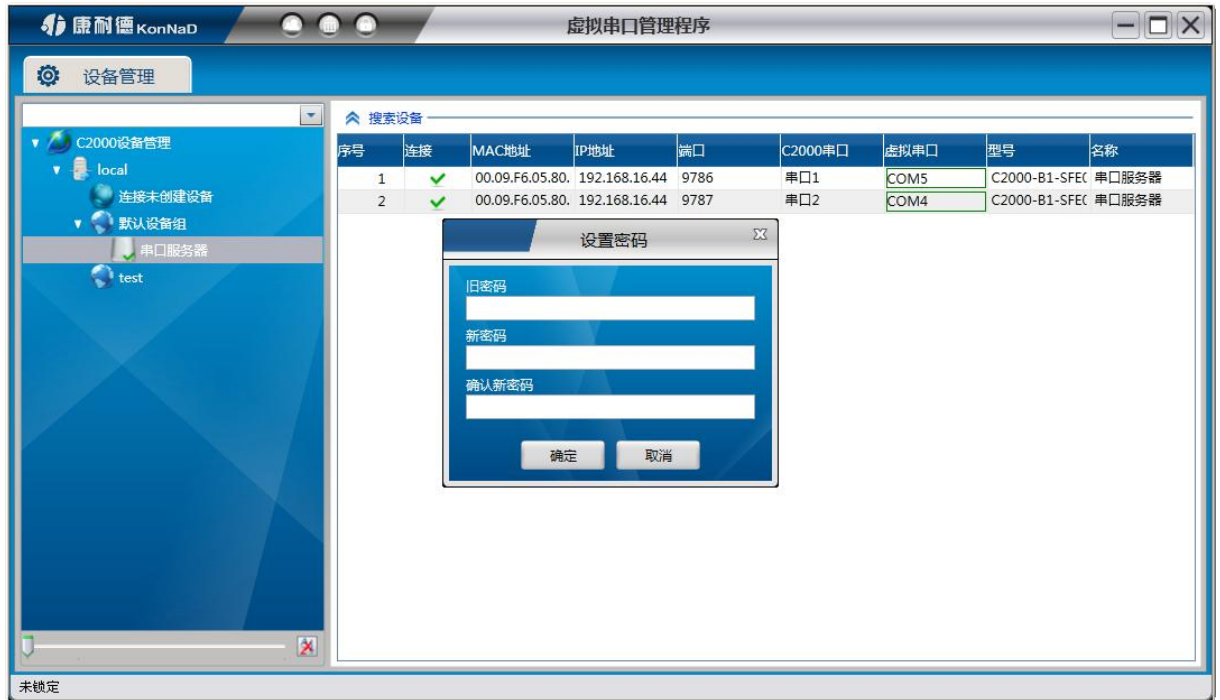 康耐德 KonNaD
虚拟串口管理程序
设备管理
C2000设备管理
local
连接未创建设备
默认设备组
串口服务器
test
搜索设备
序号 连接 MAC地址 IP地址 端口 C2000串口 虚拟串口 型号 名称
1 00.09.F6.05.80. 192.168.16.44 9786 串口1 COM5 C2000-B1-SFE( 串口服务器
2 00.09.F6.05.80. 192.168.16.44 9787 串口2 COM4 C2000-B1-SFE( 串口服务器
设置密码
旧密码
新密码
确认新密码
确定 取消
未锁定